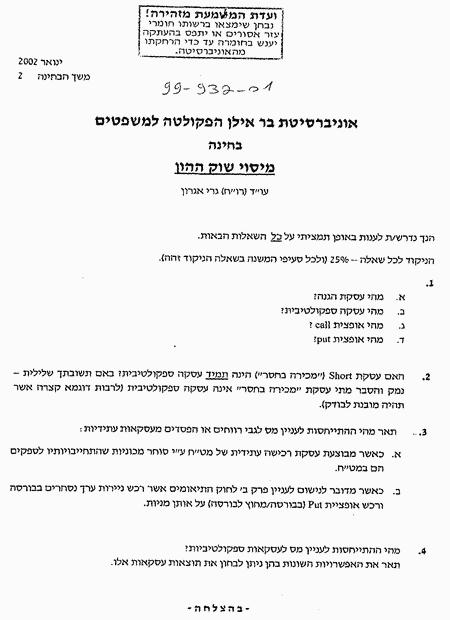 ועדת המשמעת מזהירה!
נבחן שימצאו ברשותו חומרי
עזר אסורים או יתפס בהעתקה
יענש בחומרה עד כדי הרחקתו
מהאוניברסיטה.
ינואר 2002
משך הבחינה 2
99-932-01
אוניברסיטת בר אילן הפקולטה למשפטים
בחינה
מיסוי שוק ההון
עו״ד (רו״ח) גרי אגרון
הנך נדרש/ת לענות באופן תמציתי על כל השאלות הבאות.
הניקוד לכל שאלה -- 25% (ולכל סעיפי המשנה בשאלה הניקוד זהה).
1.
א. מהי עסקת הגנה?
ב. מהי עסקה ספקולטיבית?
ג. מהי אופצית call ?
ד. מהי אופצית put?
2. האם עסקת Short (״מכירה בחסר״) הינה תמיד עסקה ספקולטיבית? באם תשובתך שלילית –
נמק והסבר מתי עסקת ״מכירה בחסר״ אינה עסקה ספקולטיבית (לרבות דוגמא קצרה אשר
תהיה מובנת לבודק).
3. תאר מהי ההתייחסות לעניין מס לגבי רווחים או הפסדים מעסקאות עתידיות:
א. כאשר מבוצעת עסקת רכישה עתידית של מט״ח ע״י סוחר מכוניות שהתחייבויותיו לספקים
הם במט״ח.
ב. כאשר מדובר לנישום לעניין פרק ב׳ לחוק התיאומים אשר רכש ניירות ערך נסחרים בבורסה
ורכש אופציית Put (בבורסה/מחוץ לבורסה) על אותן מניות.
4. מהי ההתייחסות לעניין מס לעסקאות ספקולטיביות?
תאר את האפשרויות השונות בהן ניתן לבחון את תוצאות עסקאות אלו.
- ב ה צ ל ח ה -